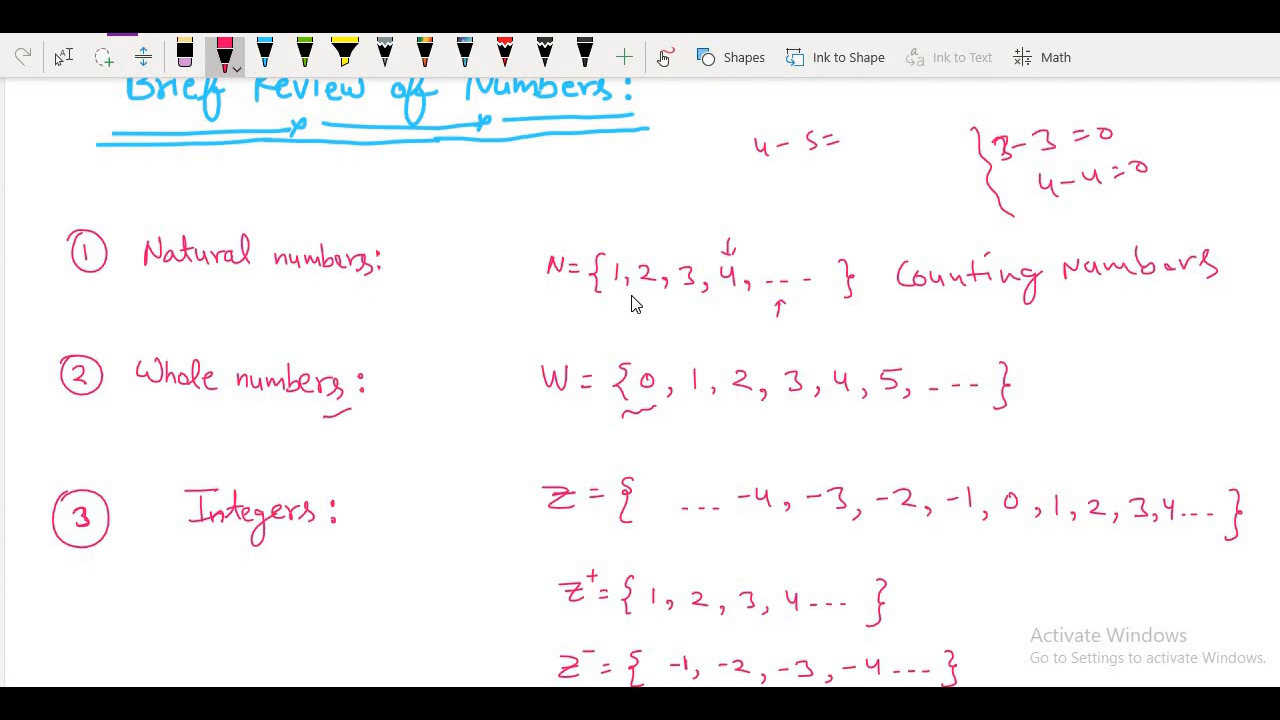 Shapes Ink to Shape Ink to Text Math
Brief Review of Numbers:
4 - 5 =
3 - 3 = 0
4 - 4 = 0
1 Natural numbers: N = {1, 2, 3, 4, --- } Counting Numbers
2 Whole numbers: W = {0, 1, 2, 3, 4, 5, ---- }
3 Integers: Z = { ... -4, -3, -2, -1, 0, 1, 2, 3, 4 ... }
Z⁺ = { 1, 2, 3, 4 --- }
Z⁻ = { -1, -2, -3, -4 ---- }
Activate Windows
Go to Settings to activate Windows.